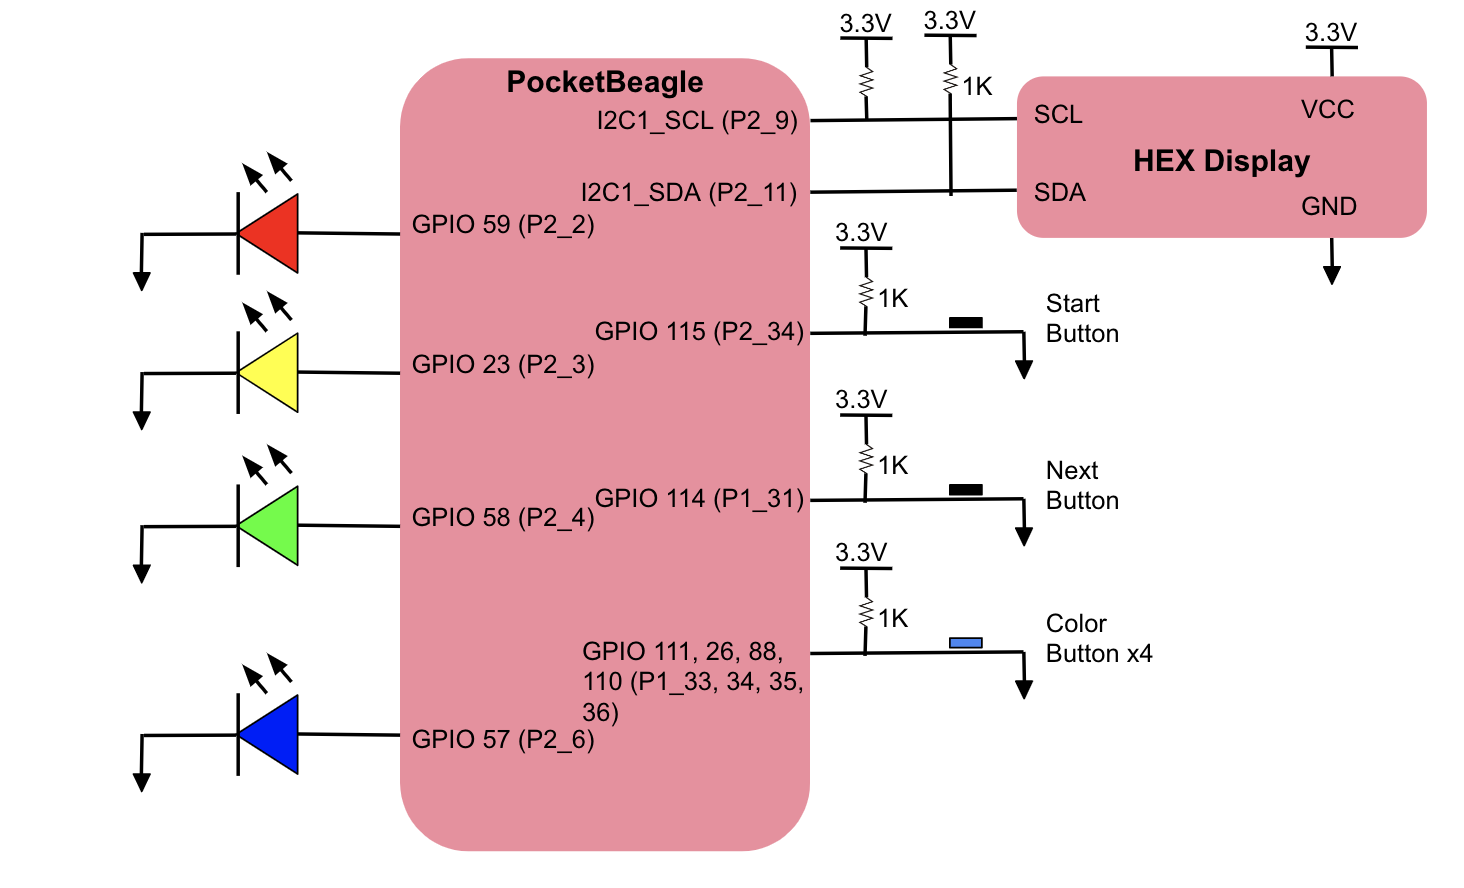 3.3V
3.3V
3.3V
PocketBeagle
1K
I2C1_SCL (P2_9)
SCL
VCC
HEX Display
I2C1_SDA (P2_11)
SDA
GND
GPIO 59 (P2_2)
3.3V
1K
Start
Button
GPIO 115 (P2_34)
GPIO 23 (P2_3)
3.3V
1K
Next
Button
GPIO 114 (P1_31)
GPIO 58 (P2_4)
3.3V
1K
Color
Button x4
GPIO 111, 26, 88,
110 (P1_33, 34, 35,
36)
GPIO 57 (P2_6)